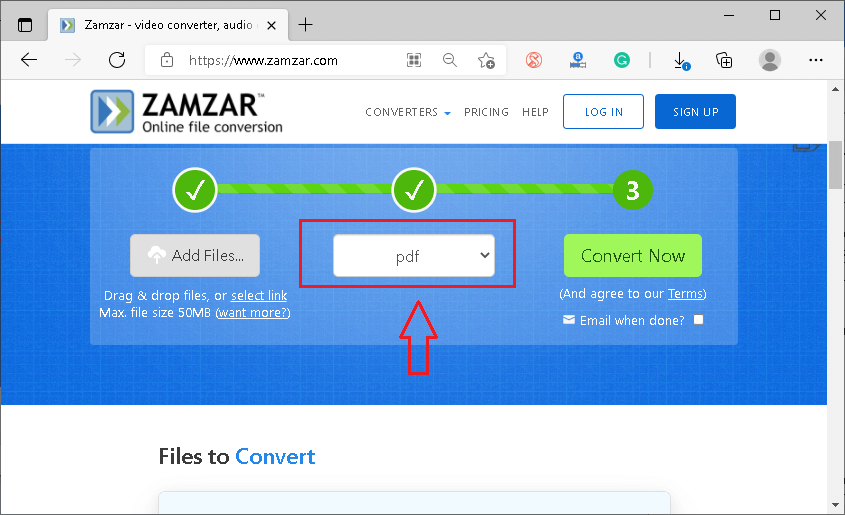 Zamzar - video converter, audio
https://www.zamzar.com
ZAMZAR™
Online file conversion
CONVERTERS
PRICING
HELP
LOG IN
SIGN UP
3
Add Files...
pdf
Convert Now
Drag & drop files, or select link
Max. file size 50MB (want more?)
(And agree to our Terms)
Email when done?
Files to Convert